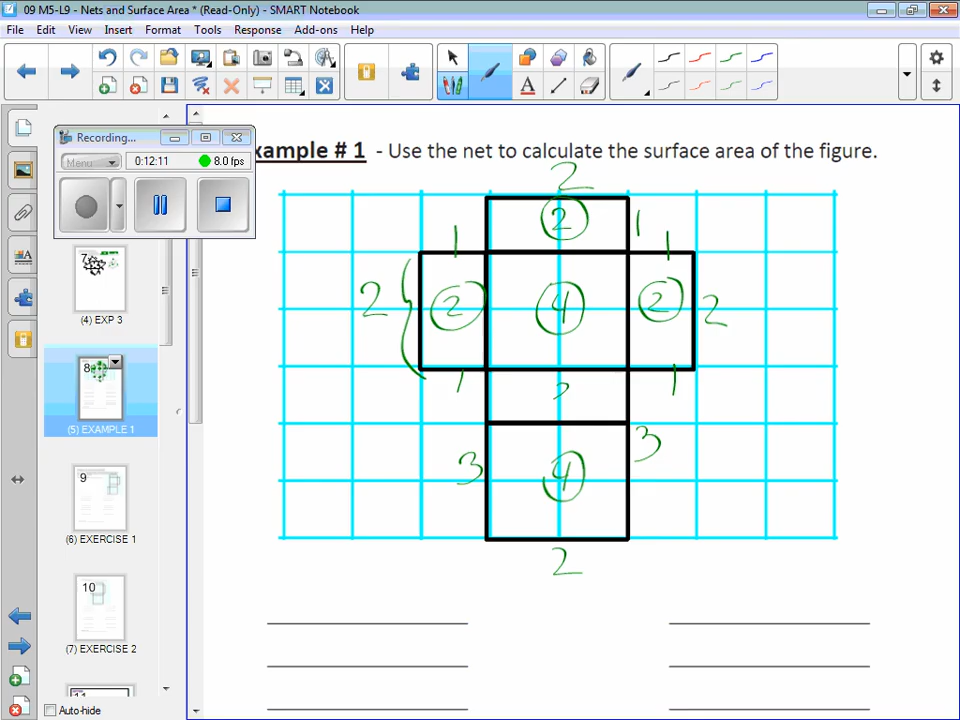 09 M5-L9 - Nets and Surface Area * (Read-Only) - SMART Notebook
File Edit View Insert Format Tools Response Add-ons Help
Recording...
Menu 0:12:11 8.0 fps
xample # 1 - Use the net to calculate the surface area of the figure.
2
2 1
1 1
2 2 4 2 2
1 1
3 3
4
2
7
(4) EXP 3
8
(5) EXAMPLE 1
9
(6) EXERCISE 1
10
(7) EXERCISE 2
Auto-hide